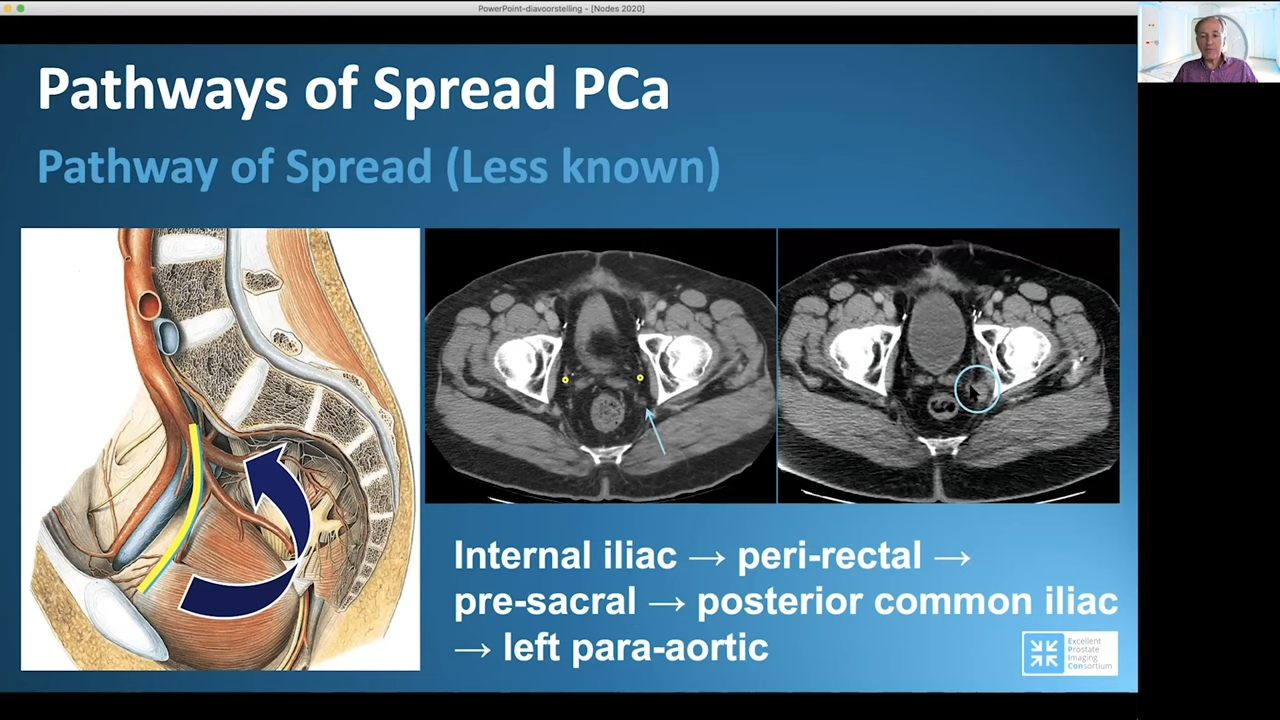 PowerPoint-diavoorstelling - [Nodes 2020]
Pathways of Spread PCa
Pathway of Spread (Less known)
Internal iliac → peri-rectal →
pre-sacral → posterior common iliac
→ left para-aortic
Excellent
Prostate
Imaging
Consortium